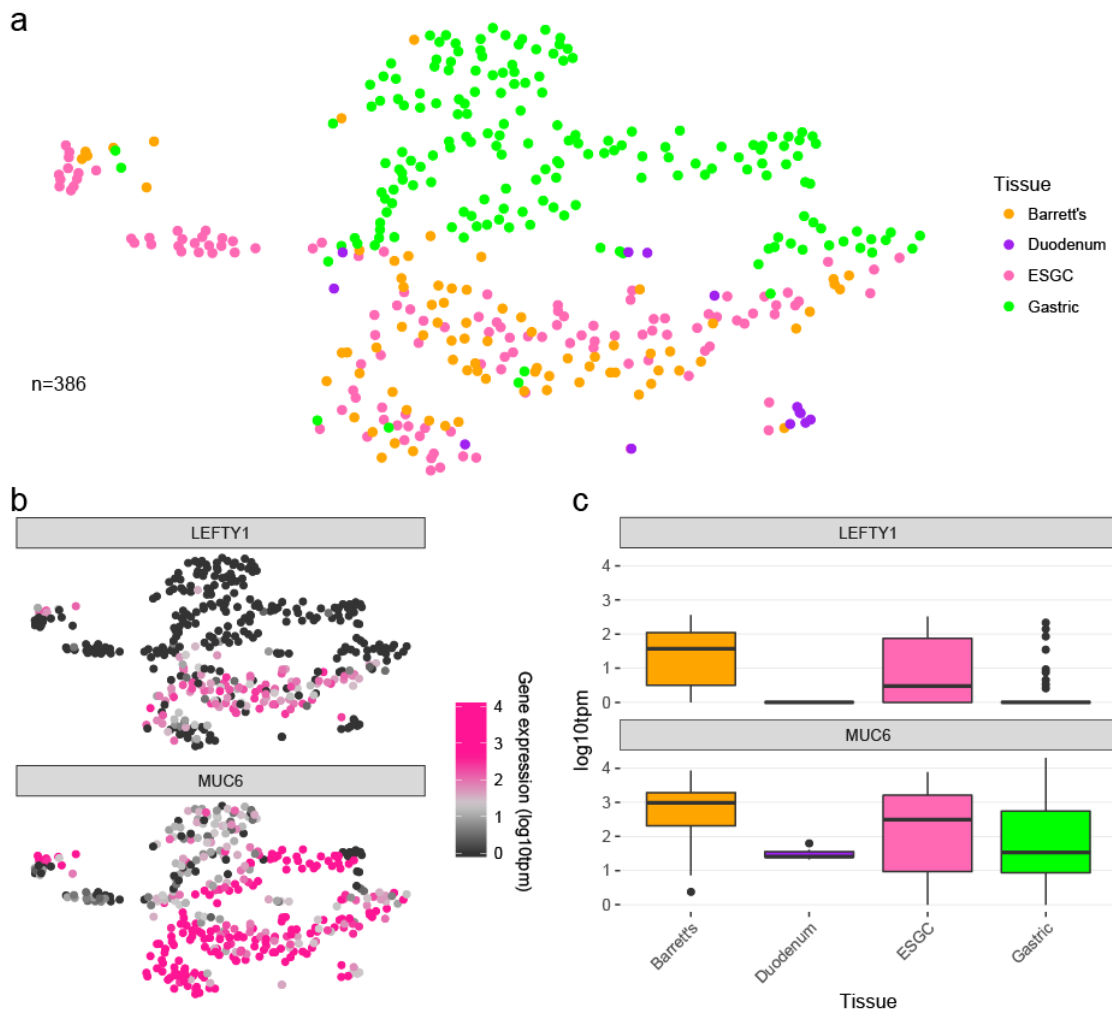 a
Tissue
Barrett's
Duodenum
ESGC
Gastric
n=386
b
LEFTY1
MUC6
Gene expression (log10tpm)
4
3
2
1
0
c
LEFTY1
4
3
2
1
0
MUC6
4
3
2
1
0
log10tpm
Barrett's
Duodenum
ESGC
Gastric
Tissue